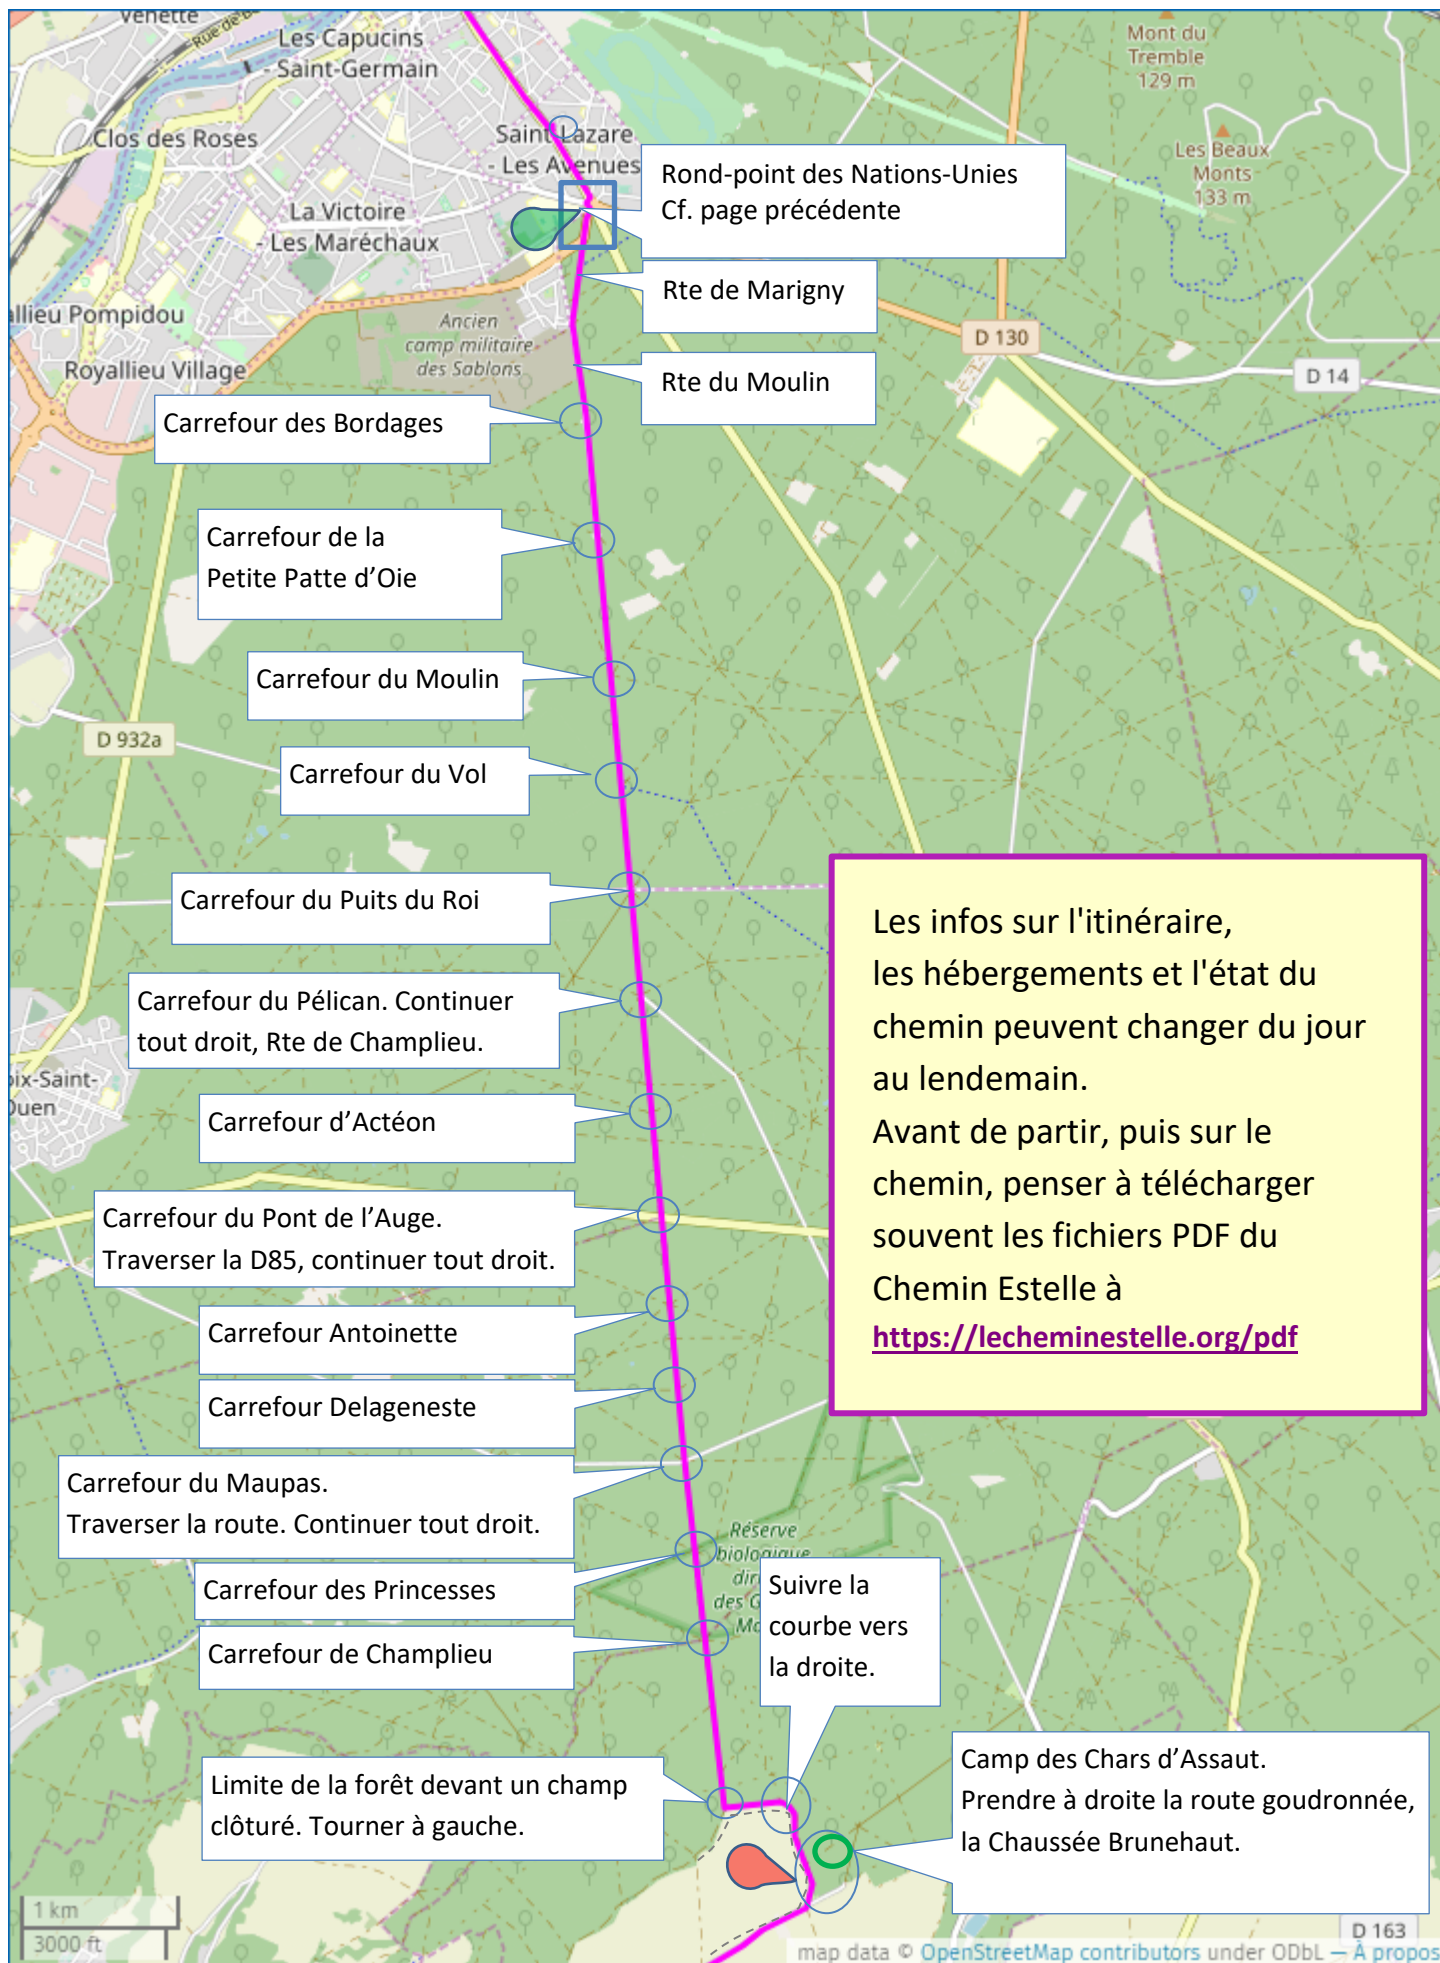 Venette
Rue de B
Les Capucins
- Saint-Germain
Mont du
Tremble
129 m
Clos des Roses
Saint-Lazare
- Les Avenues
Les Beaux
Monts
133 m
Rond-point des Nations-Unies
Cf. page précédente
La Victoire
- Les Maréchaux
Rte de Marigny
allieu Pompidou
Ancien
camp militaire
des Sablons
D 130
Royallieu Village
Rte du Moulin
D 14
Carrefour des Bordages
Carrefour de la
Petite Patte d’Oie
Carrefour du Moulin
D 932a
Carrefour du Vol
Carrefour du Puits du Roi
Les infos sur l'itinéraire,
les hébergements et l'état du
chemin peuvent changer du jour
au lendemain.
Avant de partir, puis sur le
chemin, penser à télécharger
souvent les fichiers PDF du
Chemin Estelle à
https://lecheminestelle.org/pdf
Carrefour du Pélican. Continuer
tout droit, Rte de Champlieu.
oix-Saint-
Ouen
Carrefour d’Actéon
Carrefour du Pont de l’Auge.
Traverser la D85, continuer tout droit.
Carrefour Antoinette
Carrefour Delageneste
Carrefour du Maupas.
Traverser la route. Continuer tout droit.
Réserve
biologique
dir
des G
Mo
Carrefour des Princesses
Suivre la
courbe vers
la droite.
Carrefour de Champlieu
Limite de la forêt devant un champ
clôturé. Tourner à gauche.
Camp des Chars d’Assaut.
Prendre à droite la route goudronnée,
la Chaussée Brunehaut.
1 km
3000 ft
D 163
map data © OpenStreetMap contributors under ODbL — À propos